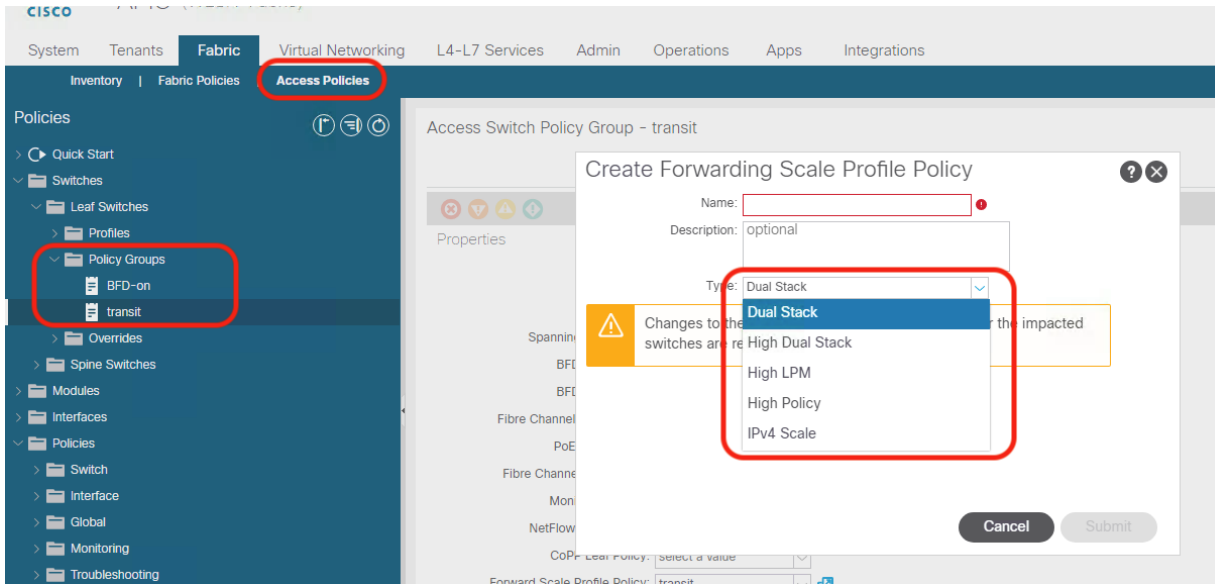 CISCO
System Tenants Fabric Virtual Networking L4-L7 Services Admin Operations Apps Integrations
Inventory | Fabric Policies | Access Policies
Policies
Quick Start
Switches
Leaf Switches
Profiles
Policy Groups
BFD-on
transit
Overrides
Spine Switches
Modules
Interfaces
Policies
Switch
Interface
Global
Monitoring
Troubleshooting
Access Switch Policy Group - transit
Properties
Spannin
BFD
BFD
Fibre Channel
PoE
Fibre Channe
Moni
NetFlow
CoPP Leaf Policy: select a value
Forward Scale Profile Policy: transit
Create Forwarding Scale Profile Policy
Name:
Description: optional
Type: Dual Stack
Dual Stack
High Dual Stack
High LPM
High Policy
IPv4 Scale
Changes to the r the impacted
switches are re
Cancel Submit